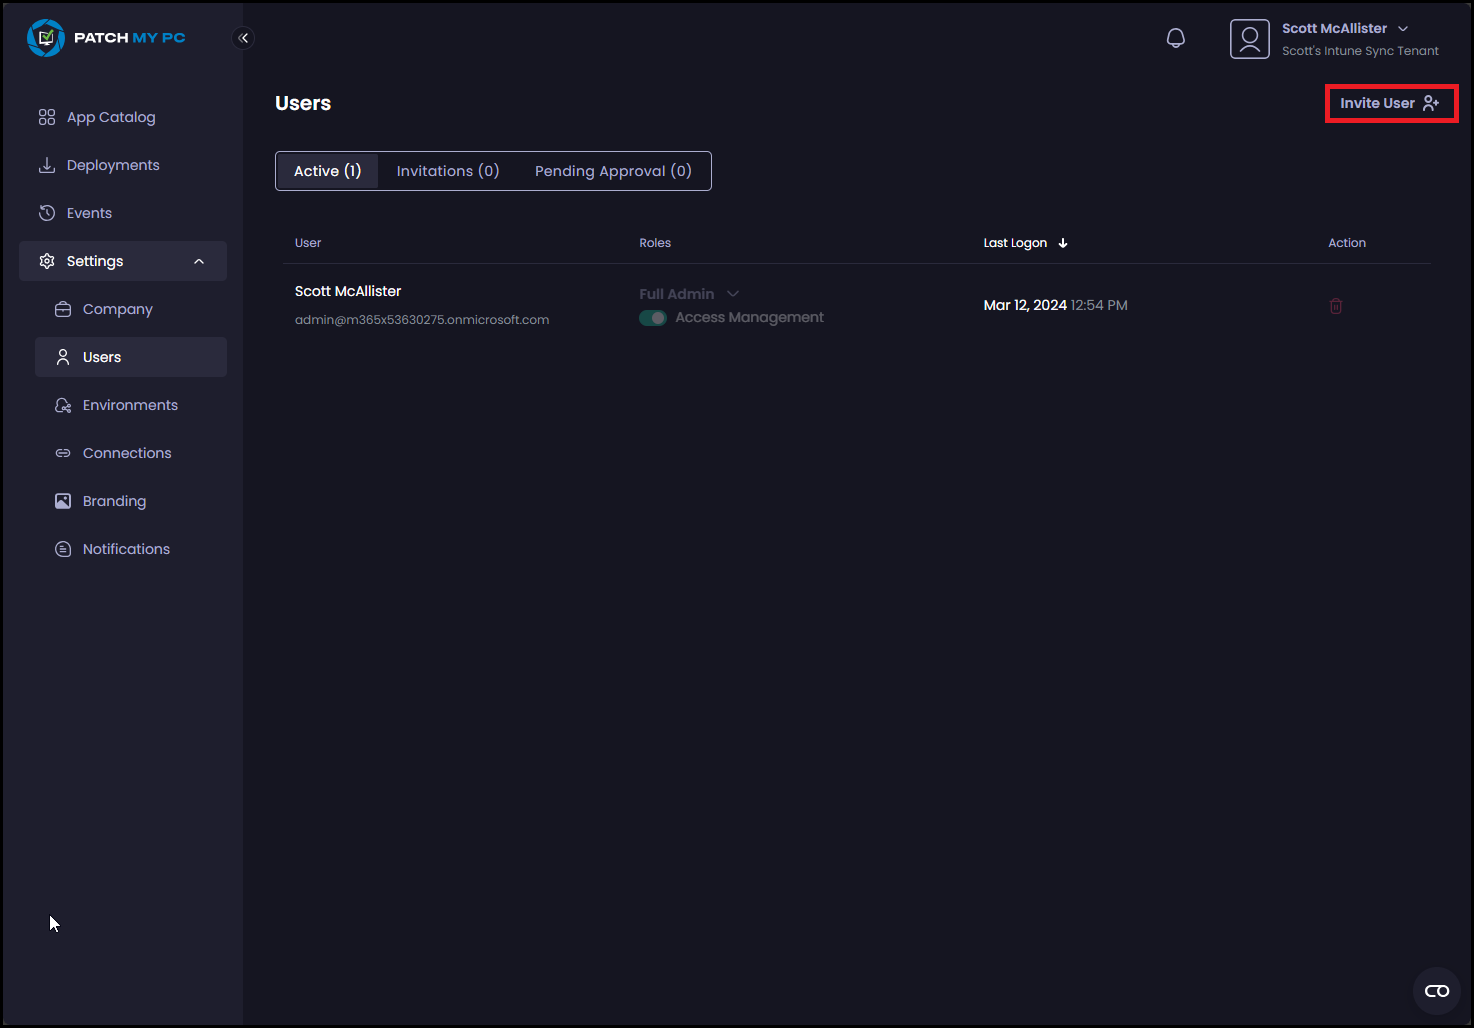 PATCH MY PC
Scott McAllister
Scott's Intune Sync Tenant
App Catalog
Deployments
Events
Settings
Company
Users
Environments
Connections
Branding
Notifications
Users
Invite User
Active (1) Invitations (0) Pending Approval (0)
User Roles Last Logon Action
Scott McAllister
admin@m365x53630275.onmicrosoft.com
Full Admin
Access Management
Mar 12, 2024 12:54 PM